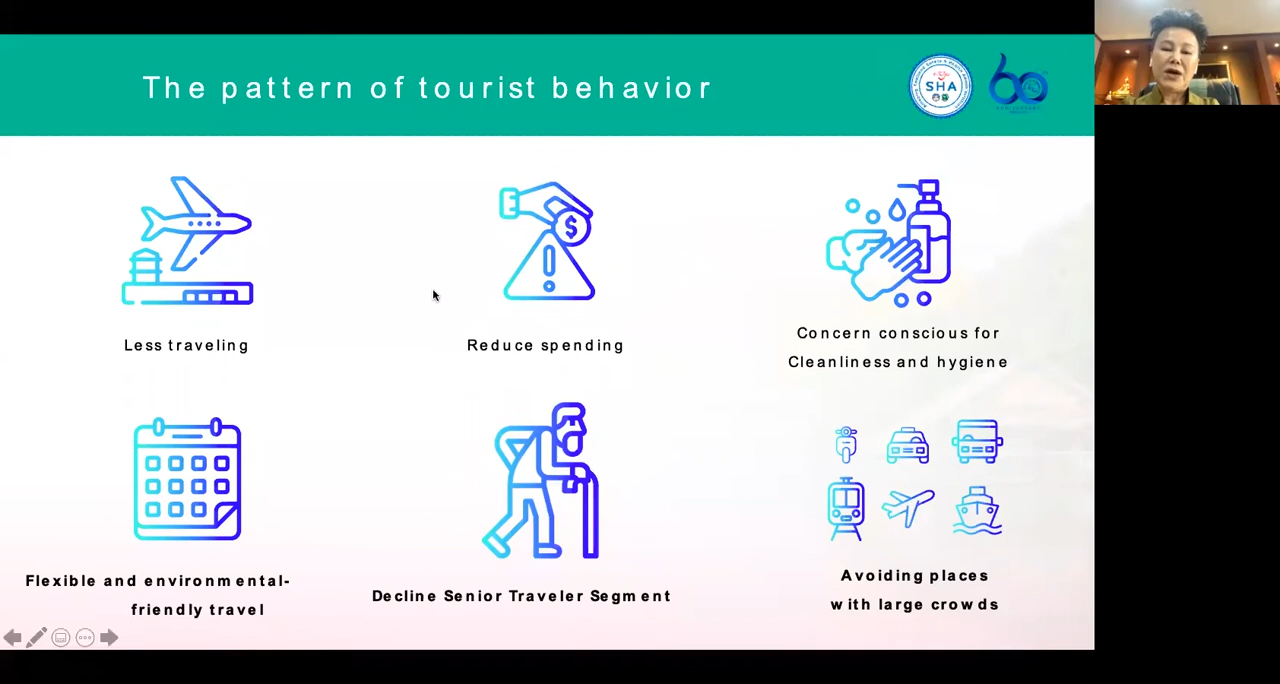 The pattern of tourist behavior
SHA
60
$
!
Less traveling
Reduce spending
Concern conscious for
Cleanliness and hygiene
Flexible and environmental-
friendly travel
Decline Senior Traveler Segment
Avoiding places
with large crowds